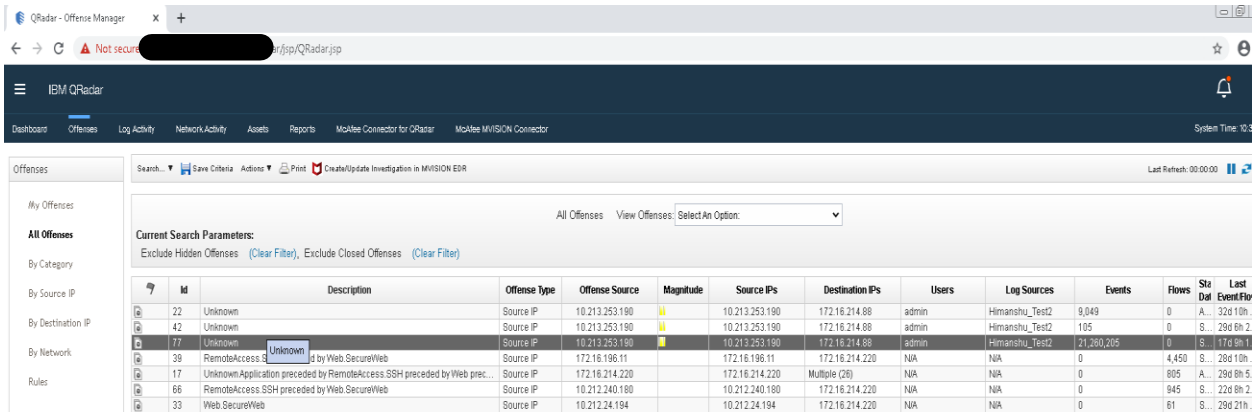 QRadar - Offense Manager
Not secure
ar/jsp/QRadar.jsp
IBM QRadar
Dashboard Offenses Log Activity Network Activity Assets Reports McAfee Connector for QRadar McAfee MVISION Connector System Time: 10:3
Offenses Search... Save Criteria Actions Print Create/Update Investigation in MVISION EDR Last Refresh: 00:00:00
My Offenses
All Offenses
By Category
By Source IP
By Destination IP
By Network
Rules
All Offenses View Offenses: Select An Option:
Current Search Parameters:
Exclude Hidden Offenses (Clear Filter), Exclude Closed Offenses (Clear Filter)
Id Description Offense Type Offense Source Magnitude Source IPs Destination IPs Users Log Sources Events Flows Sta Dat Last Event/Flo
22 Unknown Source IP 10.213.253.190 10.213.253.190 172.16.214.88 admin Himanshu_Test2 9,049 0 A... 32d 10h
42 Unknown Source IP 10.213.253.190 10.213.253.190 172.16.214.88 admin Himanshu_Test2 105 0 S... 29d 6h 2
77 Unknown Source IP 10.213.253.190 10.213.253.190 172.16.214.88 admin Himanshu_Test2 21,260,205 0 S... 17d 9h 1
Unknown
39 RemoteAccess.S d by Web.SecureWeb Source IP 172.16.196.11 172.16.196.11 172.16.214.220 N/A N/A 0 4,450 S... 28d 10h
17 Unknown Application preceded by RemoteAccess.SSH preceded by Web prec... Source IP 172.16.214.220 172.16.214.220 Multiple (26) N/A N/A 0 805 A... 29d 8h 5
66 RemoteAccess.SSH preceded by Web.SecureWeb Source IP 10.212.240.180 10.212.240.180 172.16.214.220 N/A N/A 0 945 S... 22d 8h 2
33 Web.SecureWeb Source IP 10.212.24.194 10.212.24.194 172.16.214.220 N/A N/A 0 61 S... 29d 21h